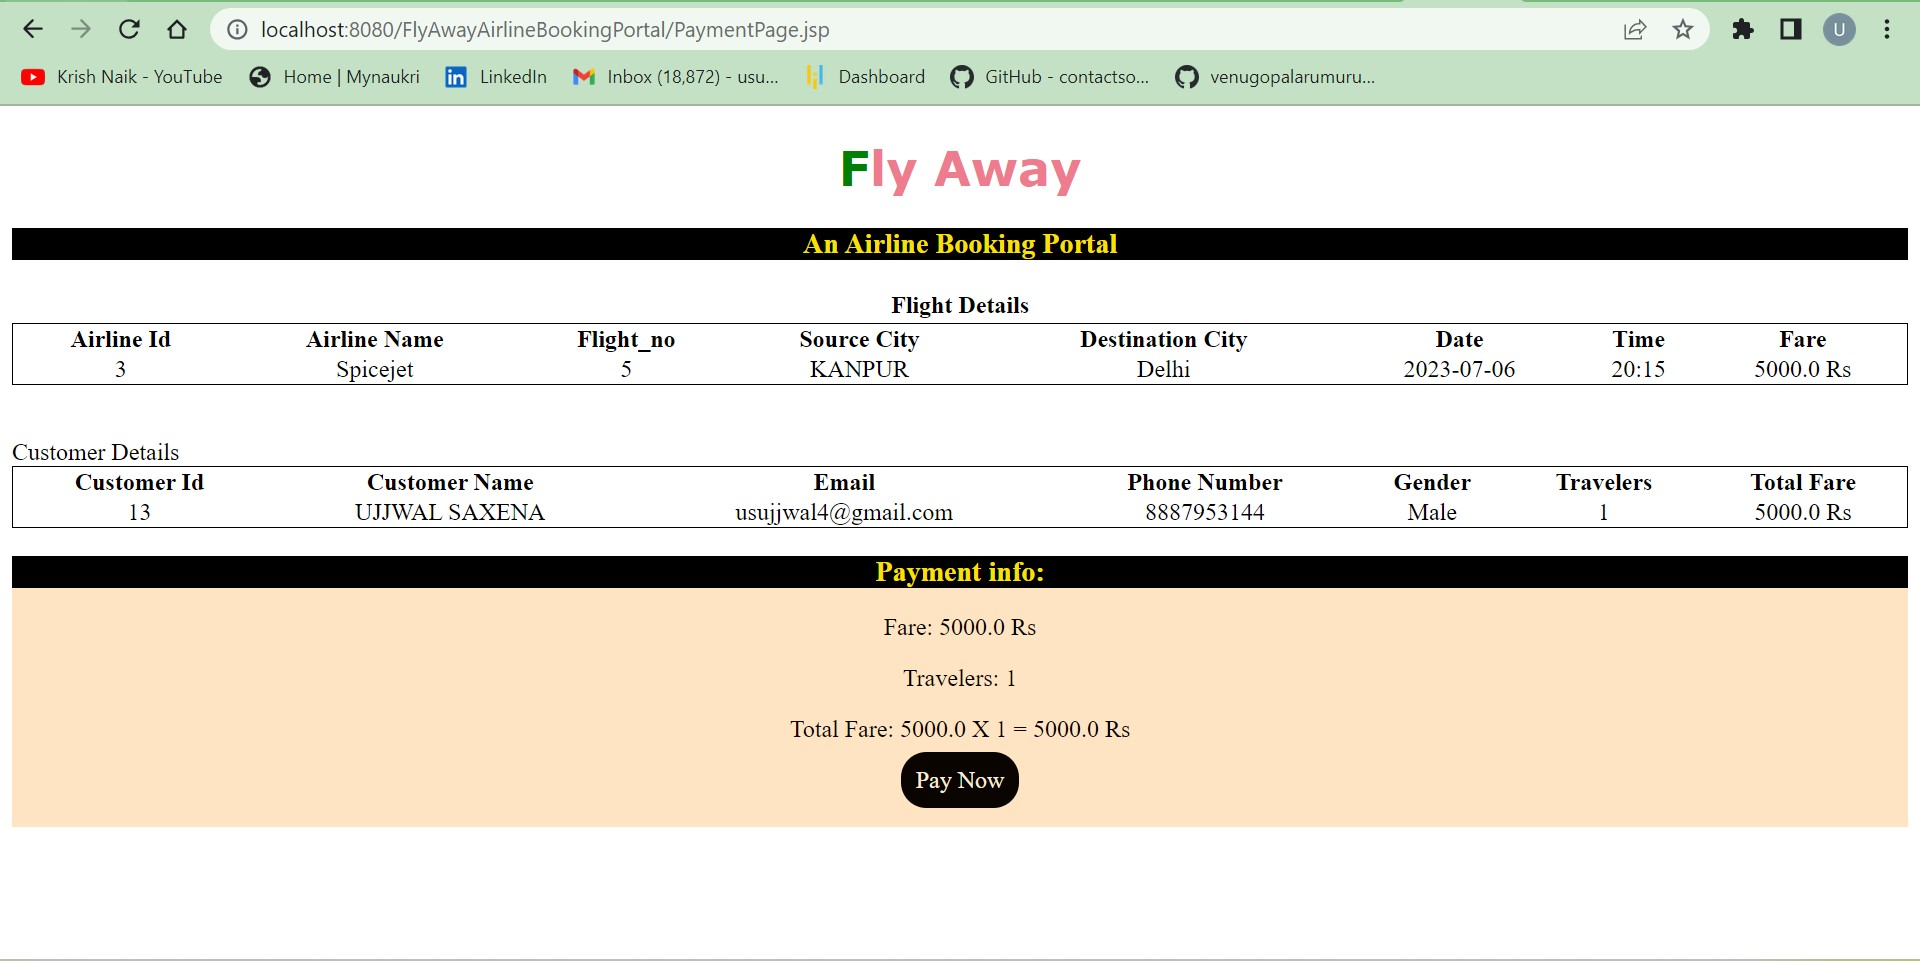 localhost:8080/FlyAwayAirlineBookingPortal/PaymentPage.jsp
U
Krish Naik - YouTube Home | Mynaukri LinkedIn Inbox (18,872) - usu... Dashboard GitHub - contactso... venugopalarumuru...
Fly Away
An Airline Booking Portal
Flight Details
Airline Id Airline Name Flight_no Source City Destination City Date Time Fare
3 Spicejet 5 KANPUR Delhi 2023-07-06 20:15 5000.0 Rs
Customer Details
Customer Id Customer Name Email Phone Number Gender Travelers Total Fare
13 UJJWAL SAXENA usujjwal4@gmail.com 8887953144 Male 1 5000.0 Rs
Payment info:
Fare: 5000.0 Rs
Travelers: 1
Total Fare: 5000.0 X 1 = 5000.0 Rs
Pay Now